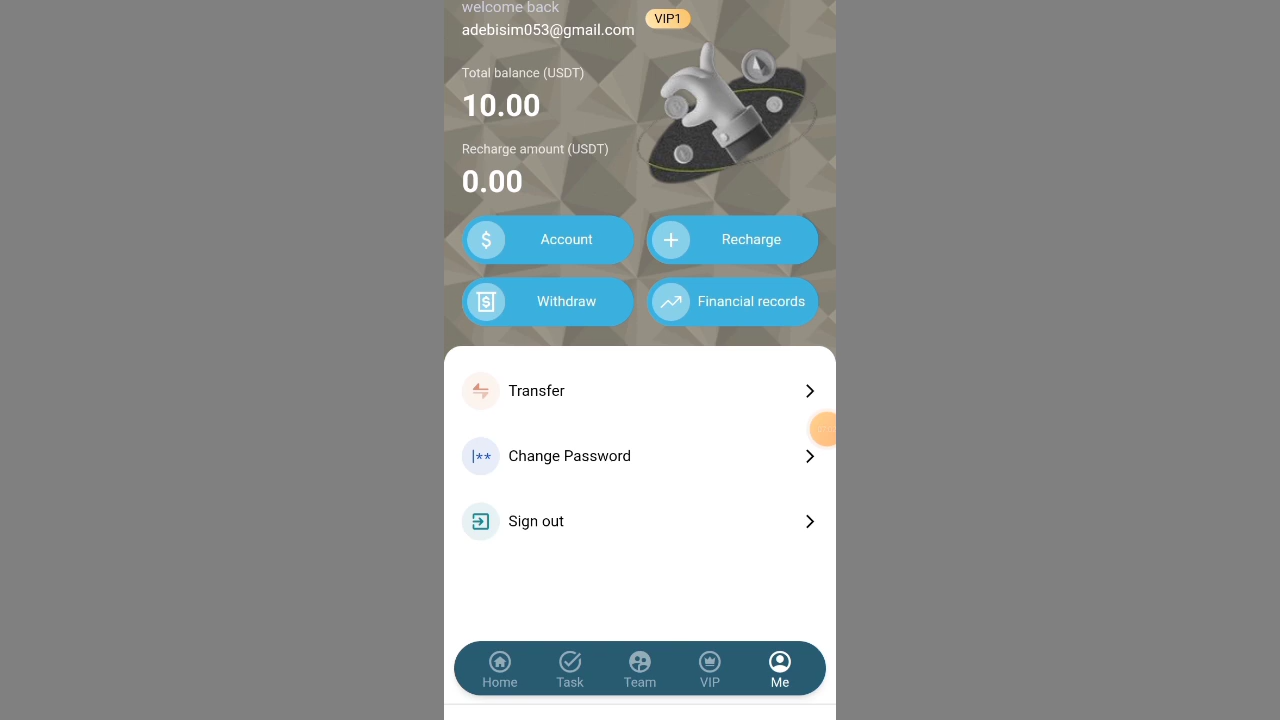 welcome back
VIP1
adebisim053@gmail.com
Total balance (USDT)
10.00
Recharge amount (USDT)
0.00
Account
Recharge
Withdraw
Financial records
Transfer
Change Password
Sign out
Home
Task
Team
VIP
Me